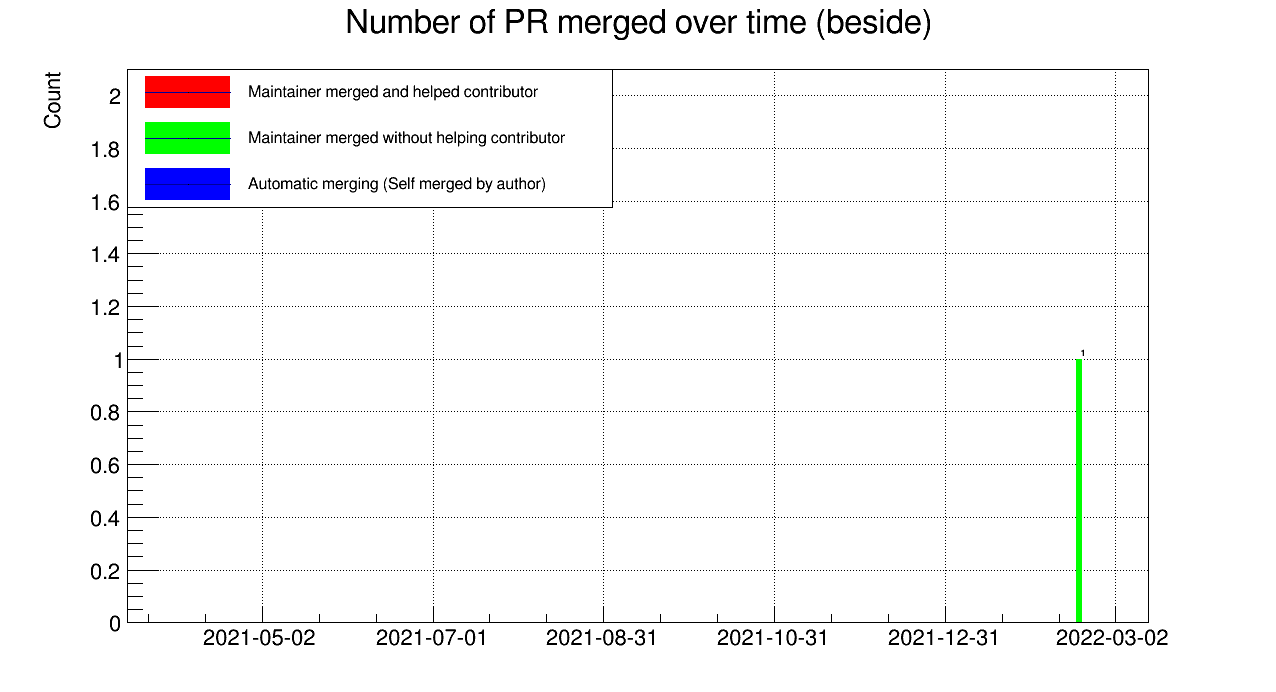 Number of PR merged over time (beside)
Count
Maintainer merged and helped contributor
Maintainer merged without helping contributor
Automatic merging (Self merged by author)
2
1.8
1.6
1.4
1.2
1
0.8
0.6
0.4
0.2
0
1
2021-05-02 2021-07-01 2021-08-31 2021-10-31 2021-12-31 2022-03-02